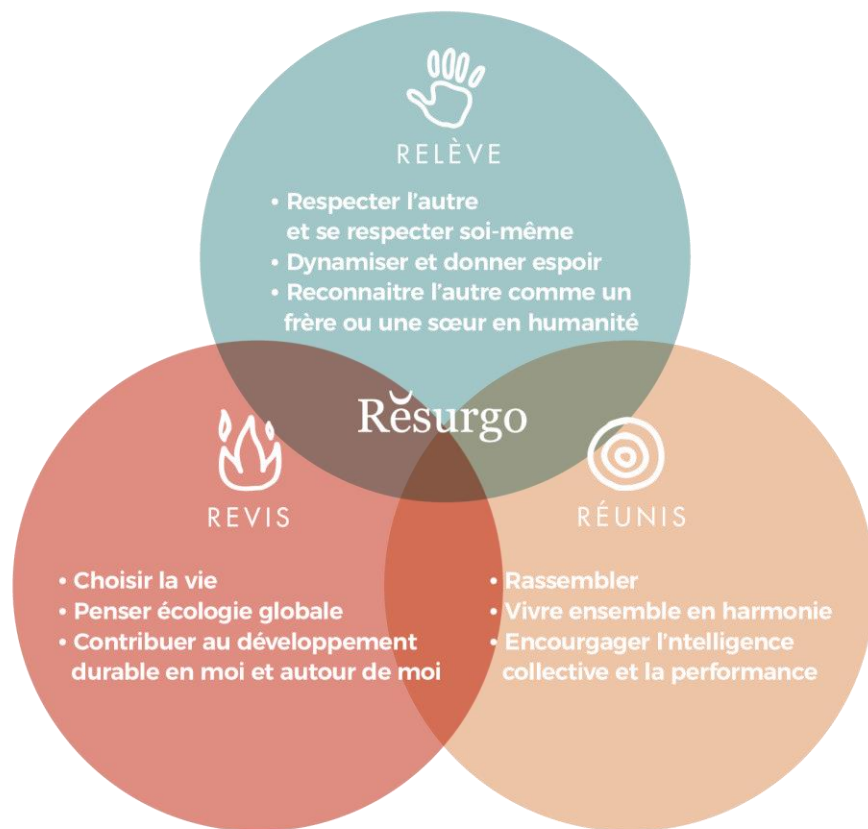 RELÈVE
• Respecter l'autre
et se respecter soi-même
• Dynamiser et donner espoir
• Reconnaitre l'autre comme un
frère ou une sœur en humanité
Rĕsurgo
REVIS
• Choisir la vie
• Penser écologie globale
• Contribuer au développement
durable en moi et autour de moi
RÉUNIS
• Rassembler
• Vivre ensemble en harmonie
• Encourgager l'ntelligence
collective et la performance